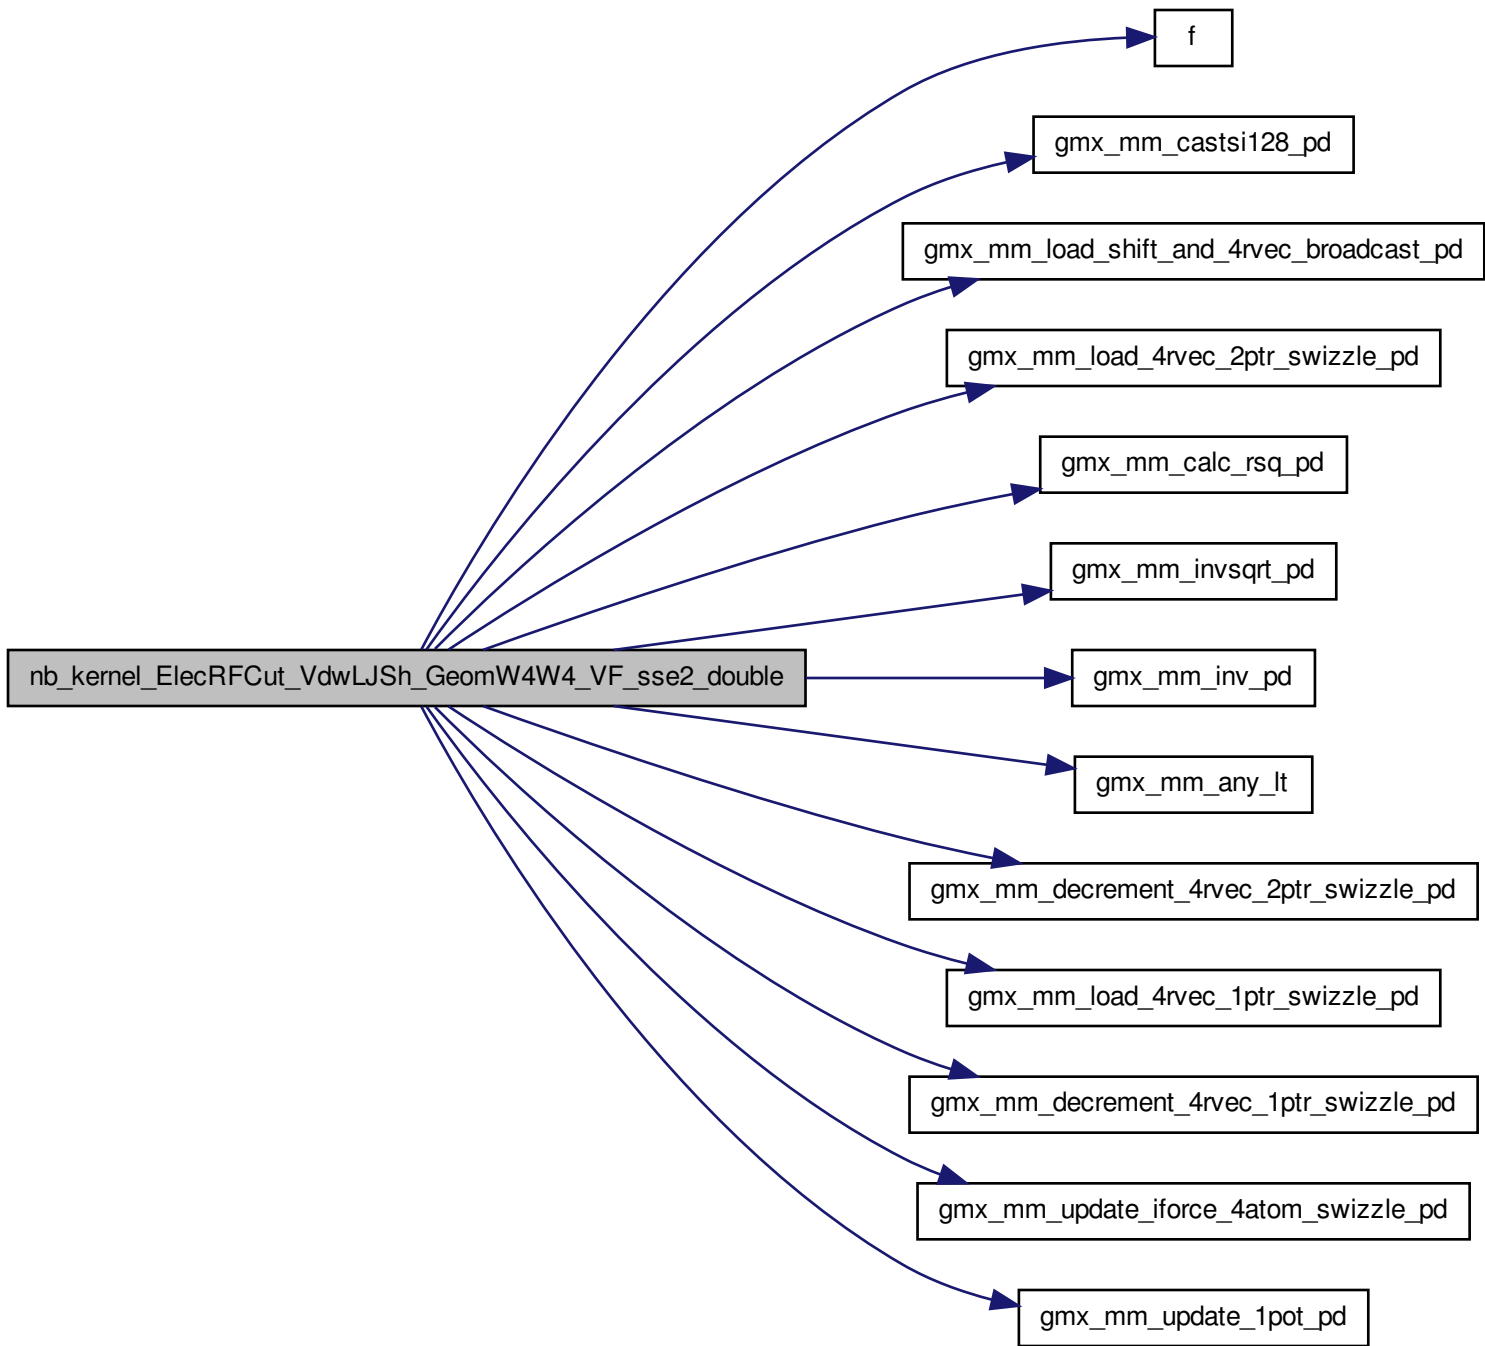 f
gmx_mm_castsi128_pd
gmx_mm_load_shift_and_4rvec_broadcast_pd
gmx_mm_load_4rvec_2ptr_swizzle_pd
gmx_mm_calc_rsq_pd
gmx_mm_invsqrt_pd
nb_kernel_ElecRFCut_VdwLJSh_GeomW4W4_VF_sse2_double
gmx_mm_inv_pd
gmx_mm_any_lt
gmx_mm_decrement_4rvec_2ptr_swizzle_pd
gmx_mm_load_4rvec_1ptr_swizzle_pd
gmx_mm_decrement_4rvec_1ptr_swizzle_pd
gmx_mm_update_iforce_4atom_swizzle_pd
gmx_mm_update_1pot_pd